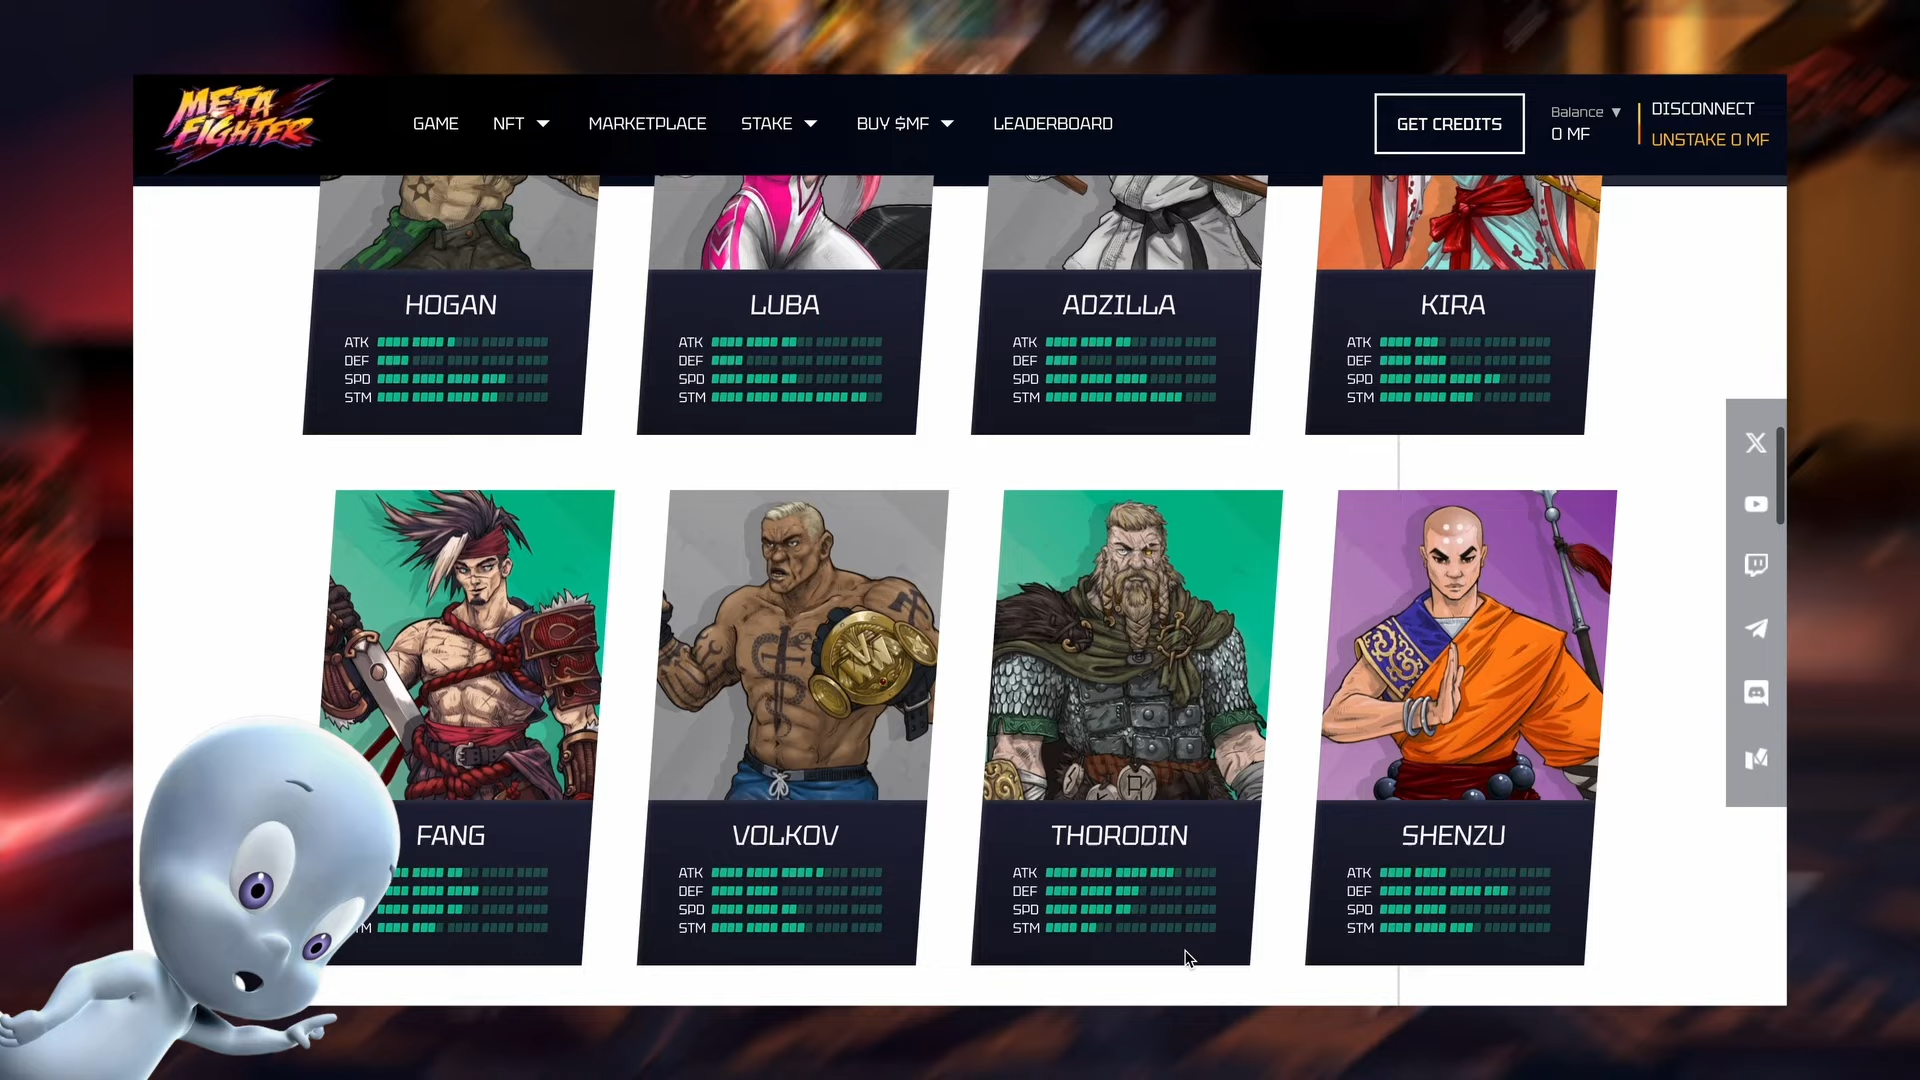 META
FIGHTER
GAME
NFT
MARKETPLACE
STAKE
BUY $MF
LEADERBOARD
GET CREDITS
Balance
0 MF
DISCONNECT
UNSTAKE 0 MF
HOGAN
ATK
DEF
SPD
STM
LUBA
ATK
DEF
SPD
STM
ADZILLA
ATK
DEF
SPD
STM
KIRA
ATK
DEF
SPD
STM
VW
FANG
TM
VOLKOV
ATK
DEF
SPD
STM
THORODIN
ATK
DEF
SPD
STM
SHENZU
ATK
DEF
SPD
STM